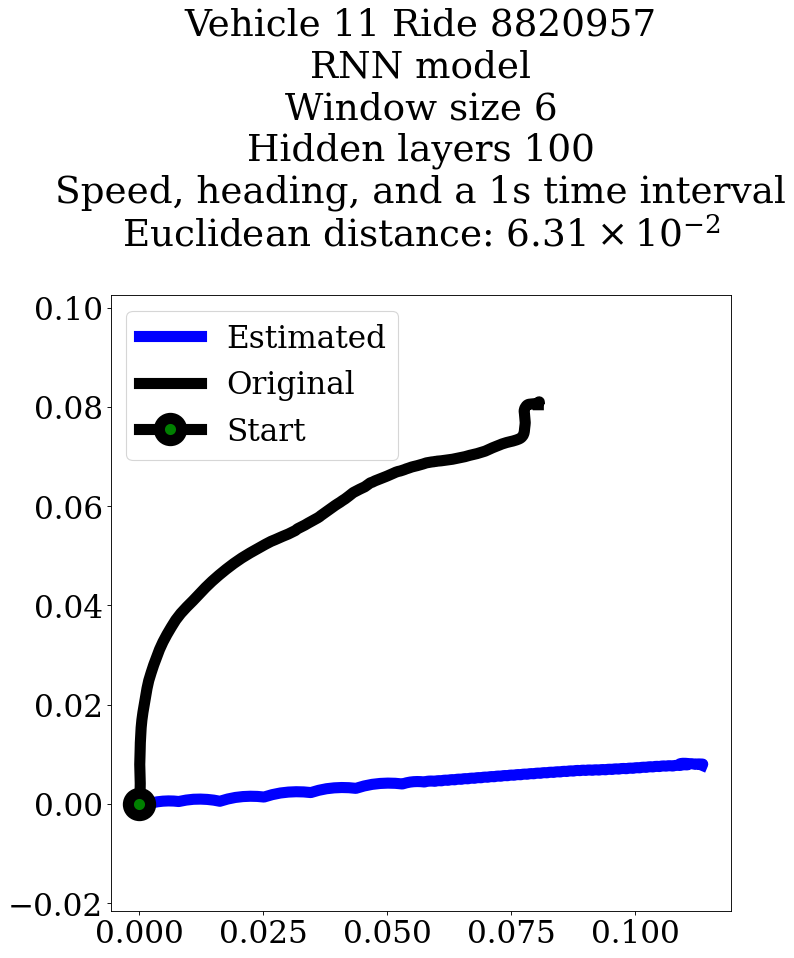 Vehicle 11 Ride 8820957
RNN model
Window size 6
Hidden layers 100
Speed, heading, and a 1s time interval
Euclidean distance: 6.31 × 10⁻²
Estimated
Original
Start
0.10
0.08
0.06
0.04
0.02
0.00
−0.02
0.000 0.025 0.050 0.075 0.100